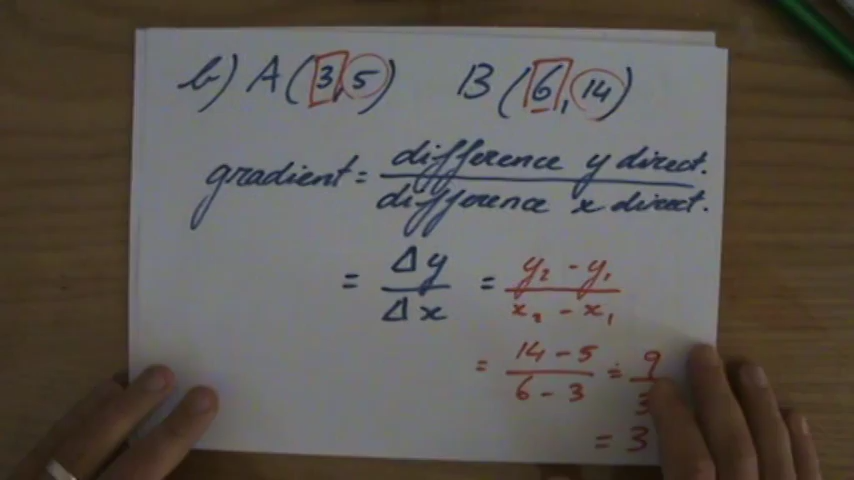 b) A (3, 5) B (6, 14)
gradient = difference y direct. / difference x direct.
= Δy / Δx = y₂ - y₁ / x₂ - x₁
= 14 - 5 / 6 - 3 = 9 / 3
= 3